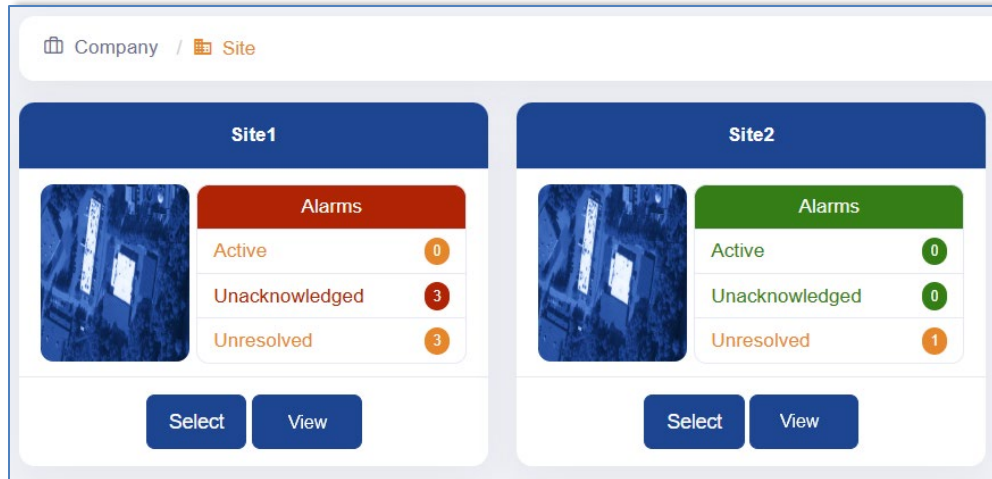 Company / Site
Site1
Alarms
Active 0
Unacknowledged 3
Unresolved 3
Select View
Site2
Alarms
Active 0
Unacknowledged 0
Unresolved 1
Select View